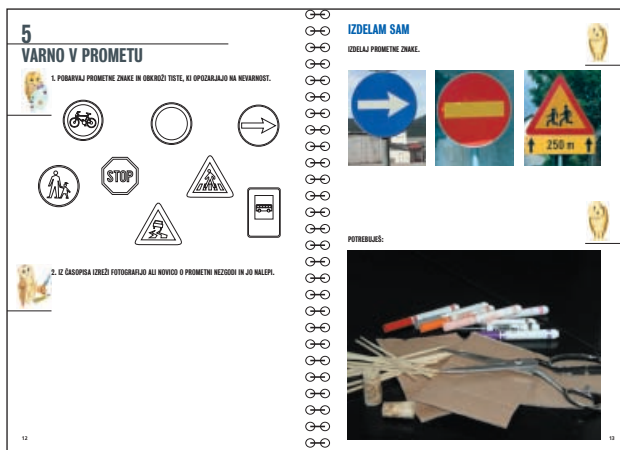 5
VARNO V PROMETU
1. POBARVAJ PROMETNE ZNAKE IN OBKROŽI TISTE, KI OPOZARJAJO NA NEVARNOST.
STOP
2. IZ ČASOPISA IZREŽI FOTOGRAFIJO ALI NOVICO O PROMETNI NEZGODI IN JO NALEPI.
12
IZDELAM SAM
IZDELAJ PROMETNE ZNAKE.
250 m
POTREBUJEŠ:
13